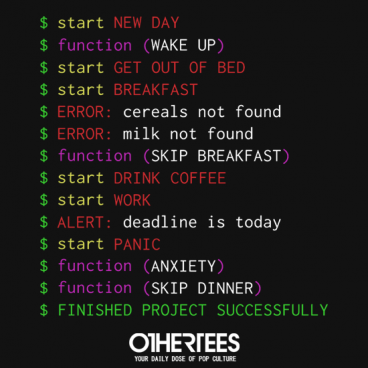 $ start NEW DAY
$ function (WAKE UP)
$ start GET OUT OF BED
$ start BREAKFAST
$ ERROR: cereals not found
$ ERROR: milk not found
$ function (SKIP BREAKFAST)
$ start DRINK COFFEE
$ start WORK
$ ALERT: deadline is today
$ start PANIC
$ function (ANXIETY)
$ function (SKIP DINNER)
$ FINISHED PROJECT SUCCESSFULLY
OTHERTEES
YOUR DAILY DOSE OF POP CULTURE